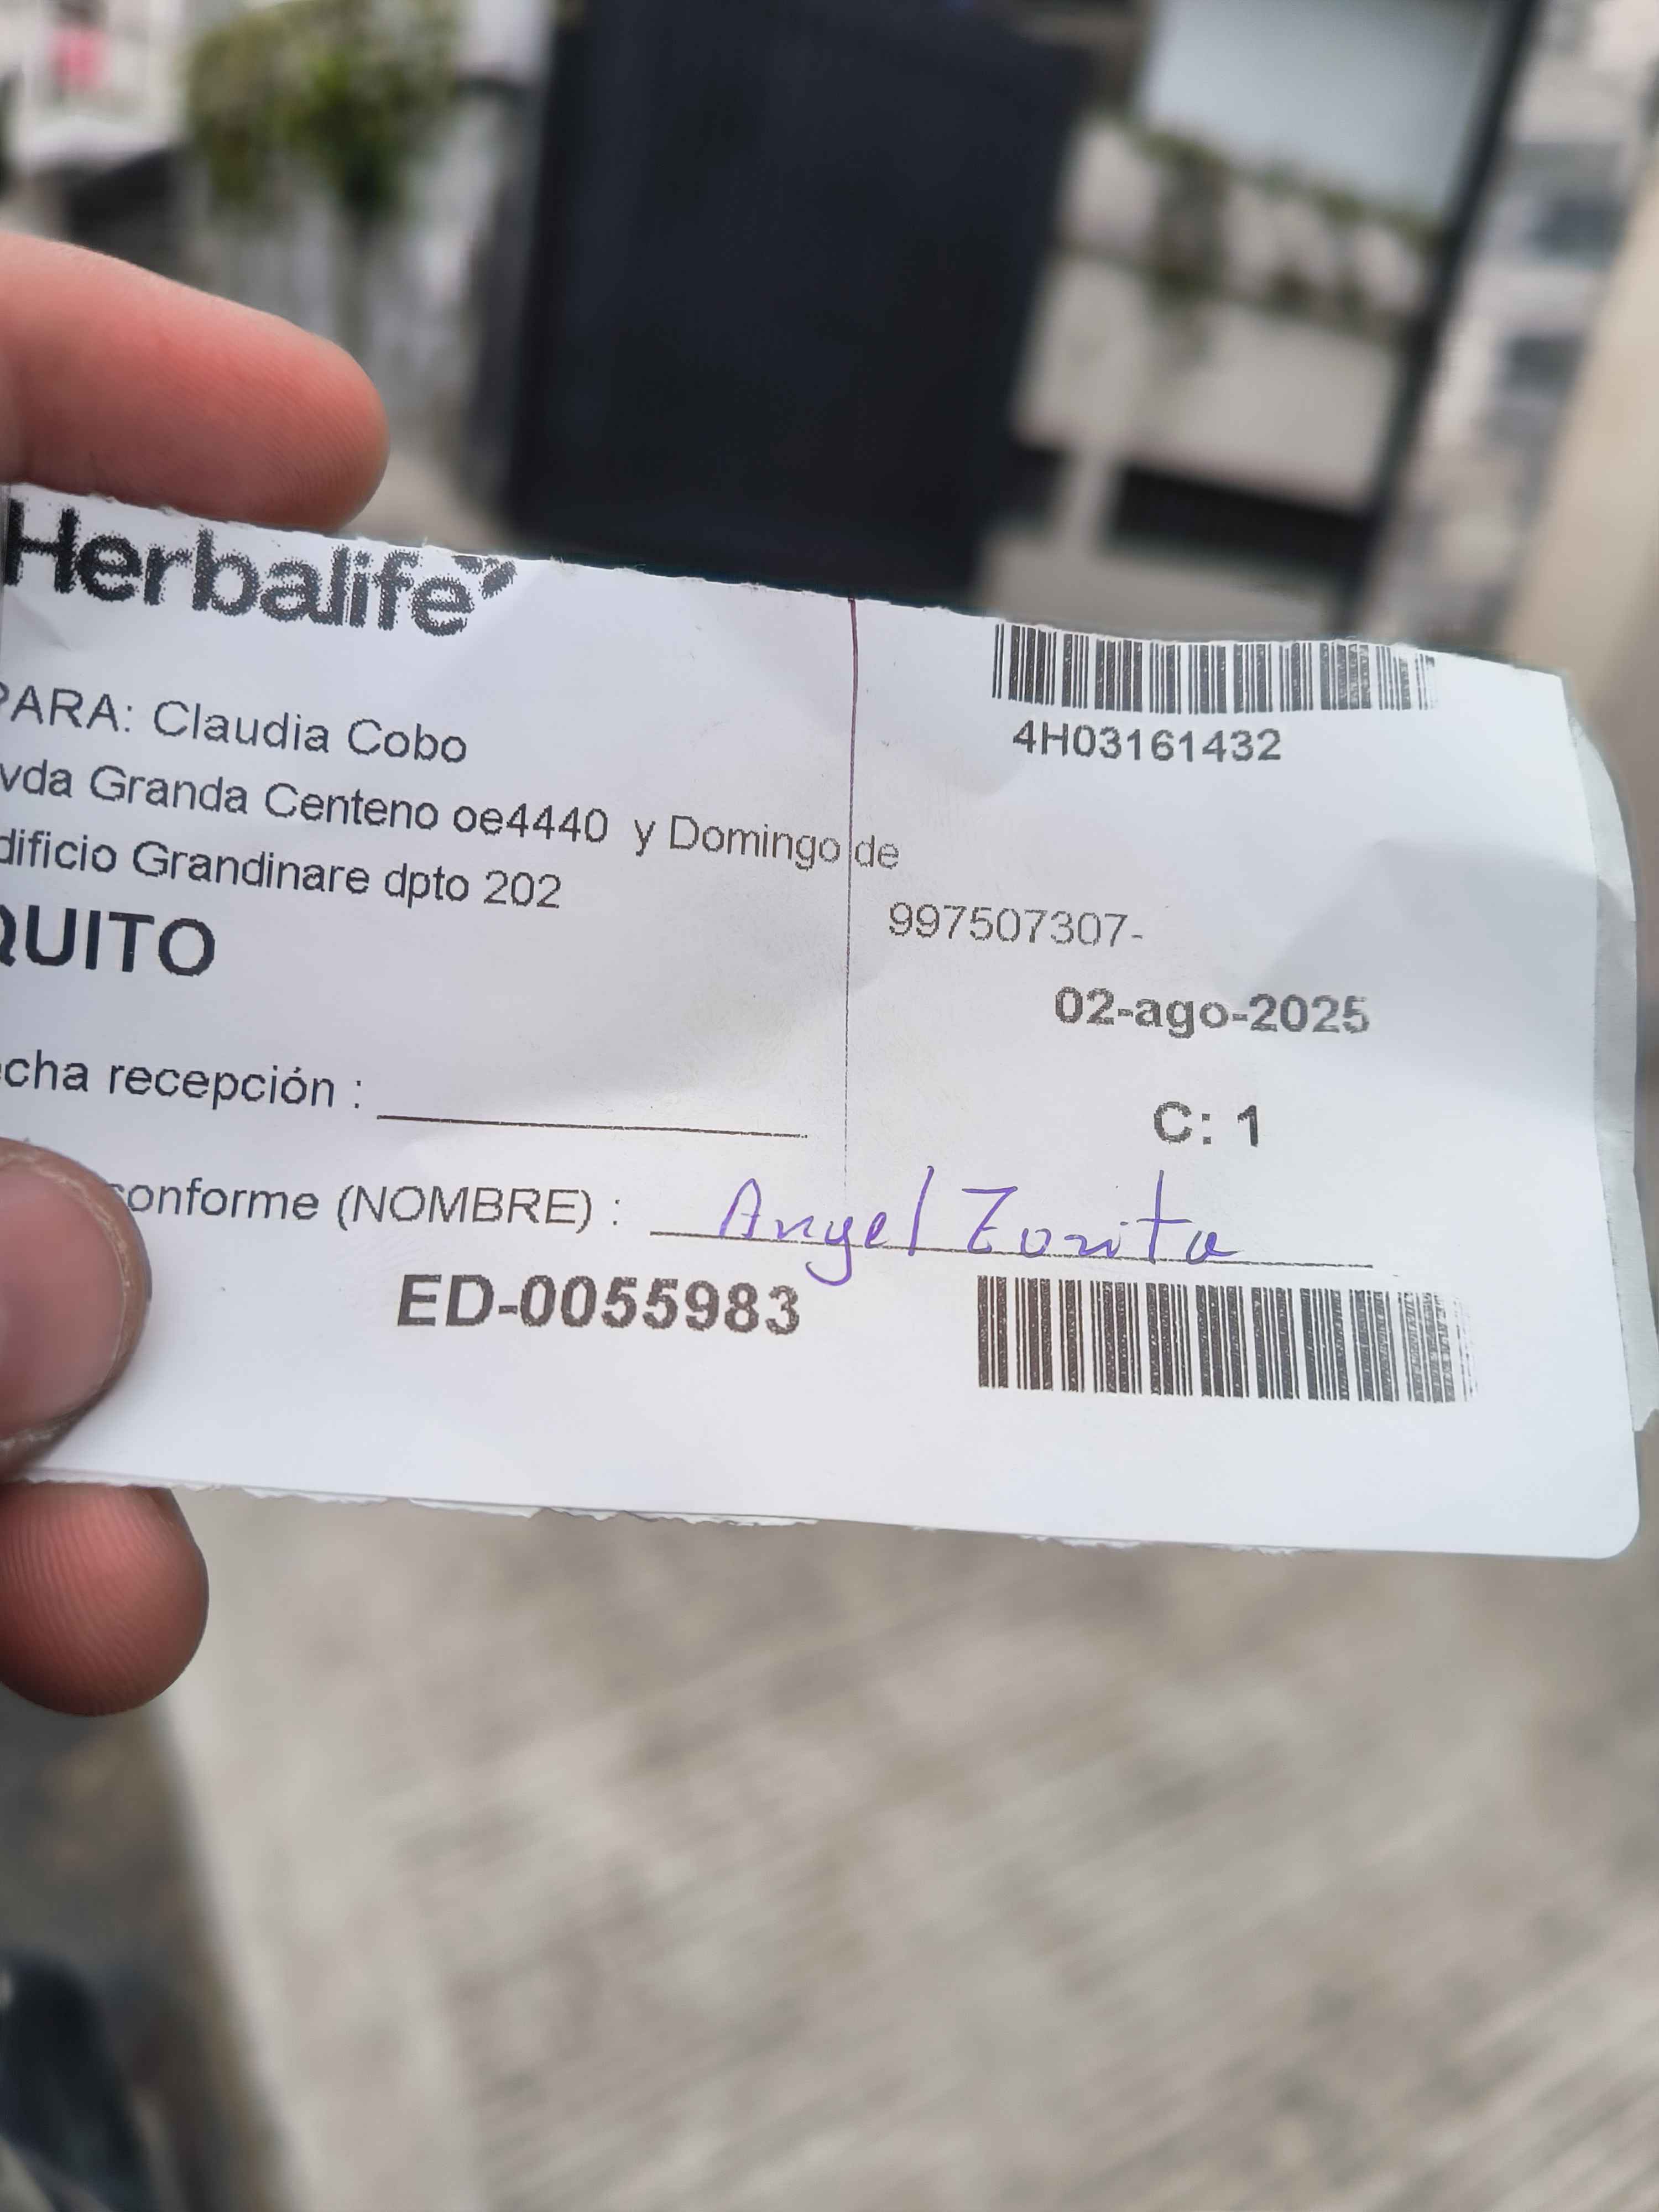 Herbalife
4H03161432
PARA: Claudia Cobo
vda Granda Centeno oe4440 y Domingo de
dificio Grandinare dpto 202
997507307-
QUITO
02-ago-2025
echa recepción : 
C: 1
conforme (NOMBRE) : Angel Zorita
ED-0055983